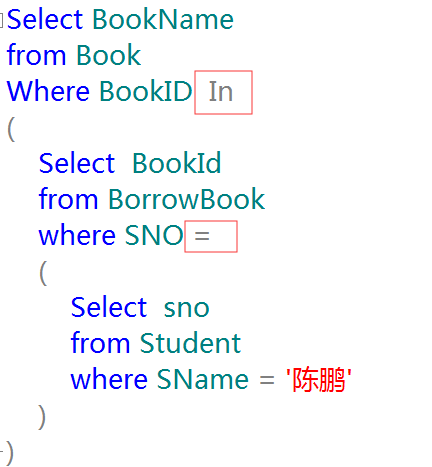 Select BookName
from Book
Where BookID In
(
Select BookId
from BorrowBook
where SNO =
(
Select sno
from Student
where SName = '陈鹏'
)
)